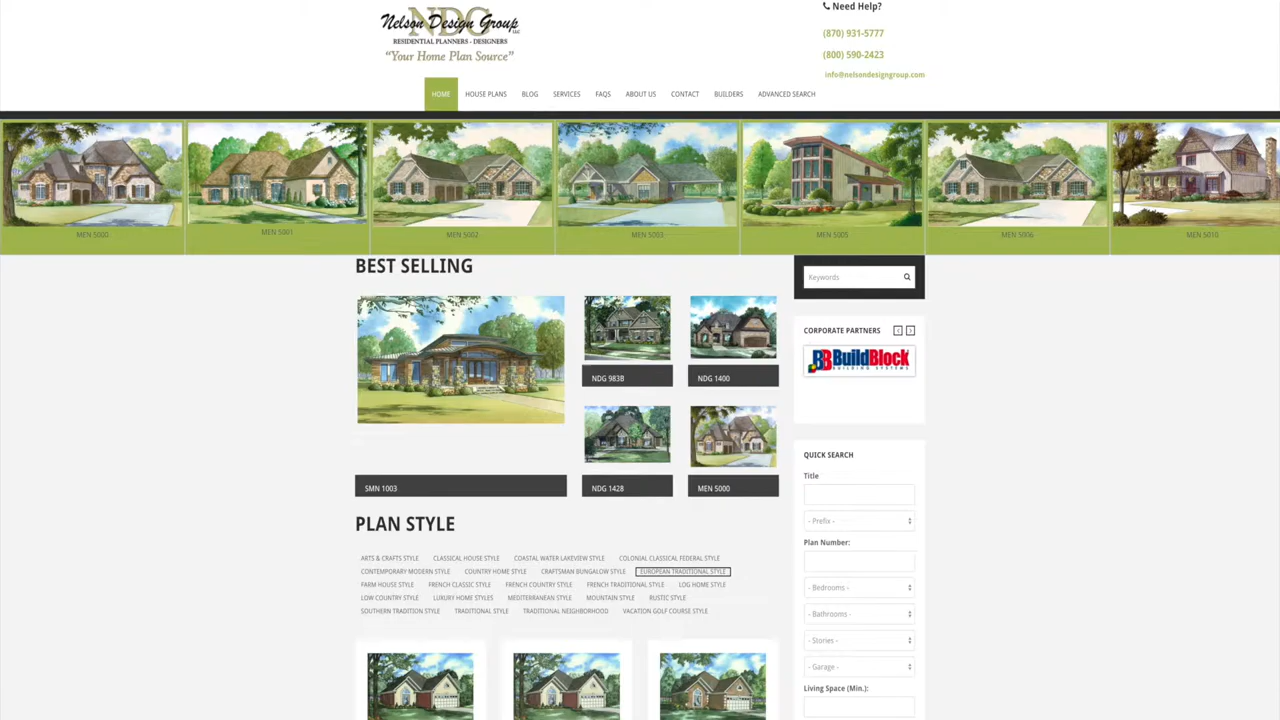 NDG
Nelson Design Group LLC
RESIDENTIAL PLANNERS - DESIGNERS
"Your Home Plan Source"
Need Help?
(870) 931-5777
(800) 590-2423
info@nelsondesigngroup.com
HOME HOUSE PLANS BLOG SERVICES FAQS ABOUT US CONTACT BUILDERS ADVANCED SEARCH
MEN 5000 MEN 5001 MEN 5002 MEN 5003 MEN 5005 MEN 5006 MEN 5010
BEST SELLING
SMN 1003
NDG 983B
NDG 1400
NDG 1428
MEN 5000
PLAN STYLE
ARTS & CRAFTS STYLE CLASSICAL HOUSE STYLE COASTAL WATER LAKEVIEW STYLE COLONIAL CLASSICAL FEDERAL STYLE
CONTEMPORARY MODERN STYLE COUNTRY HOME STYLE CRAFTSMAN BUNGALOW STYLE EUROPEAN TRADITIONAL STYLE
FARM HOUSE STYLE FRENCH CLASSIC STYLE FRENCH COUNTRY STYLE FRENCH TRADITIONAL STYLE LOG HOME STYLE
LOW COUNTRY STYLE LUXURY HOME STYLES MEDITERRANEAN STYLE MOUNTAIN STYLE RUSTIC STYLE
SOUTHERN TRADITION STYLE TRADITIONAL STYLE TRADITIONAL NEIGHBORHOOD VACATION GOLF COURSE STYLE
Keywords
CORPORATE PARTNERS
BB BuildBlock
BUILDING SYSTEMS
QUICK SEARCH
Title
- Prefix -
Plan Number:
- Bedrooms -
- Bathrooms -
- Stories -
- Garage -
Living Space (Min.):